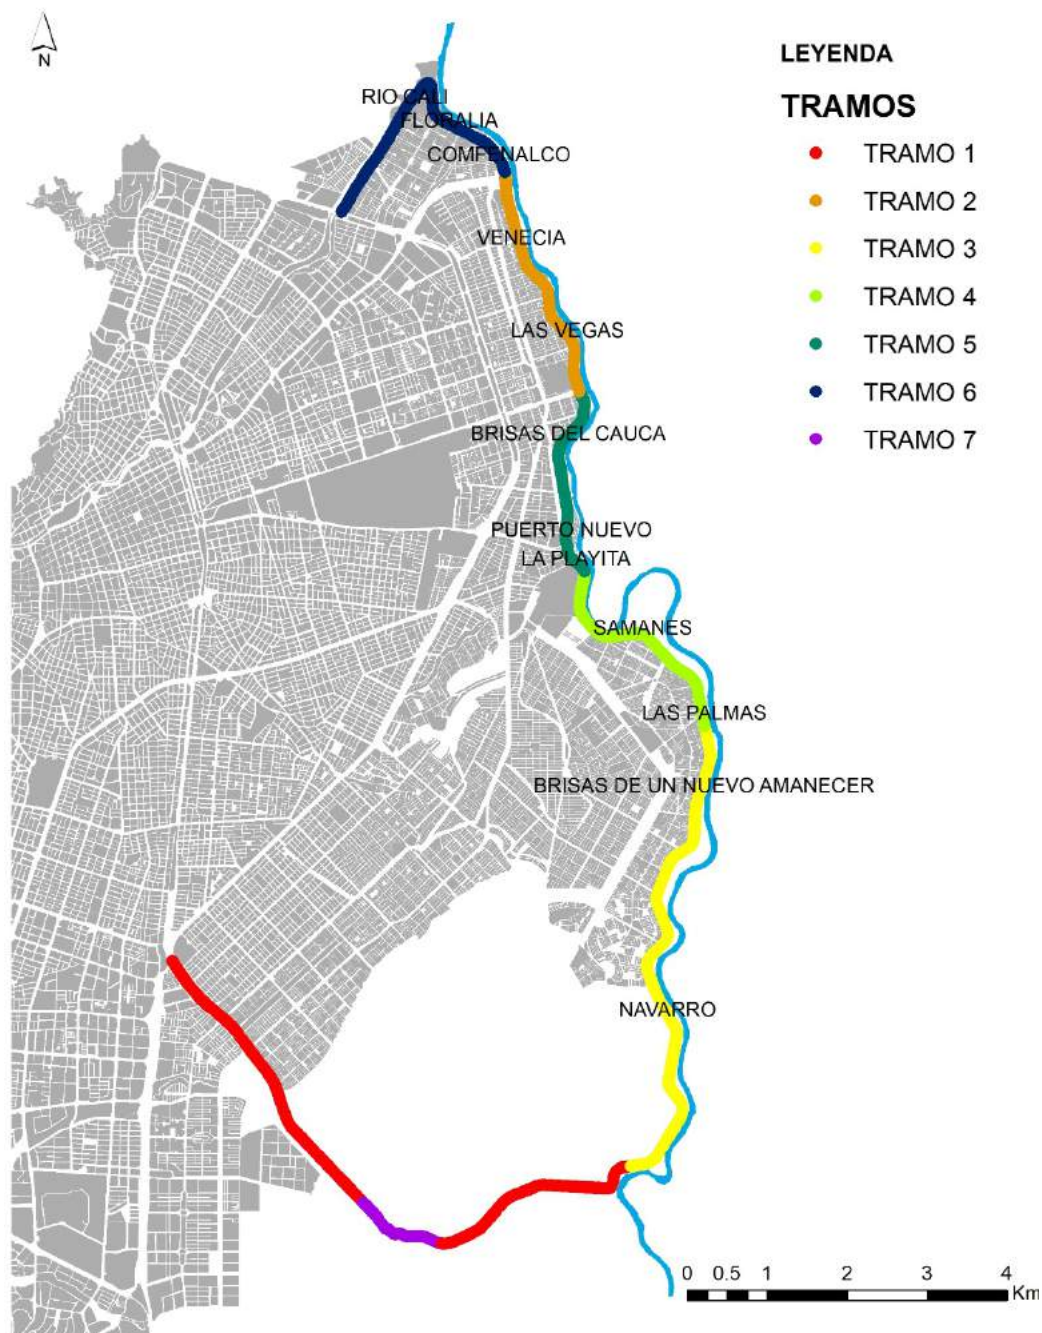 N
LEYENDA
TRAMOS
TRAMO 1
TRAMO 2
TRAMO 3
TRAMO 4
TRAMO 5
TRAMO 6
TRAMO 7
RIO CALI
FLORALIA
COMFENALCO
VENECIA
LAS VEGAS
BRISAS DEL CAUCA
PUERTO NUEVO
LA PLAYITA
SAMANES
LAS PALMAS
BRISAS DE UN NUEVO AMANECER
NAVARRO
0 0.5 1 2 3 4
Km